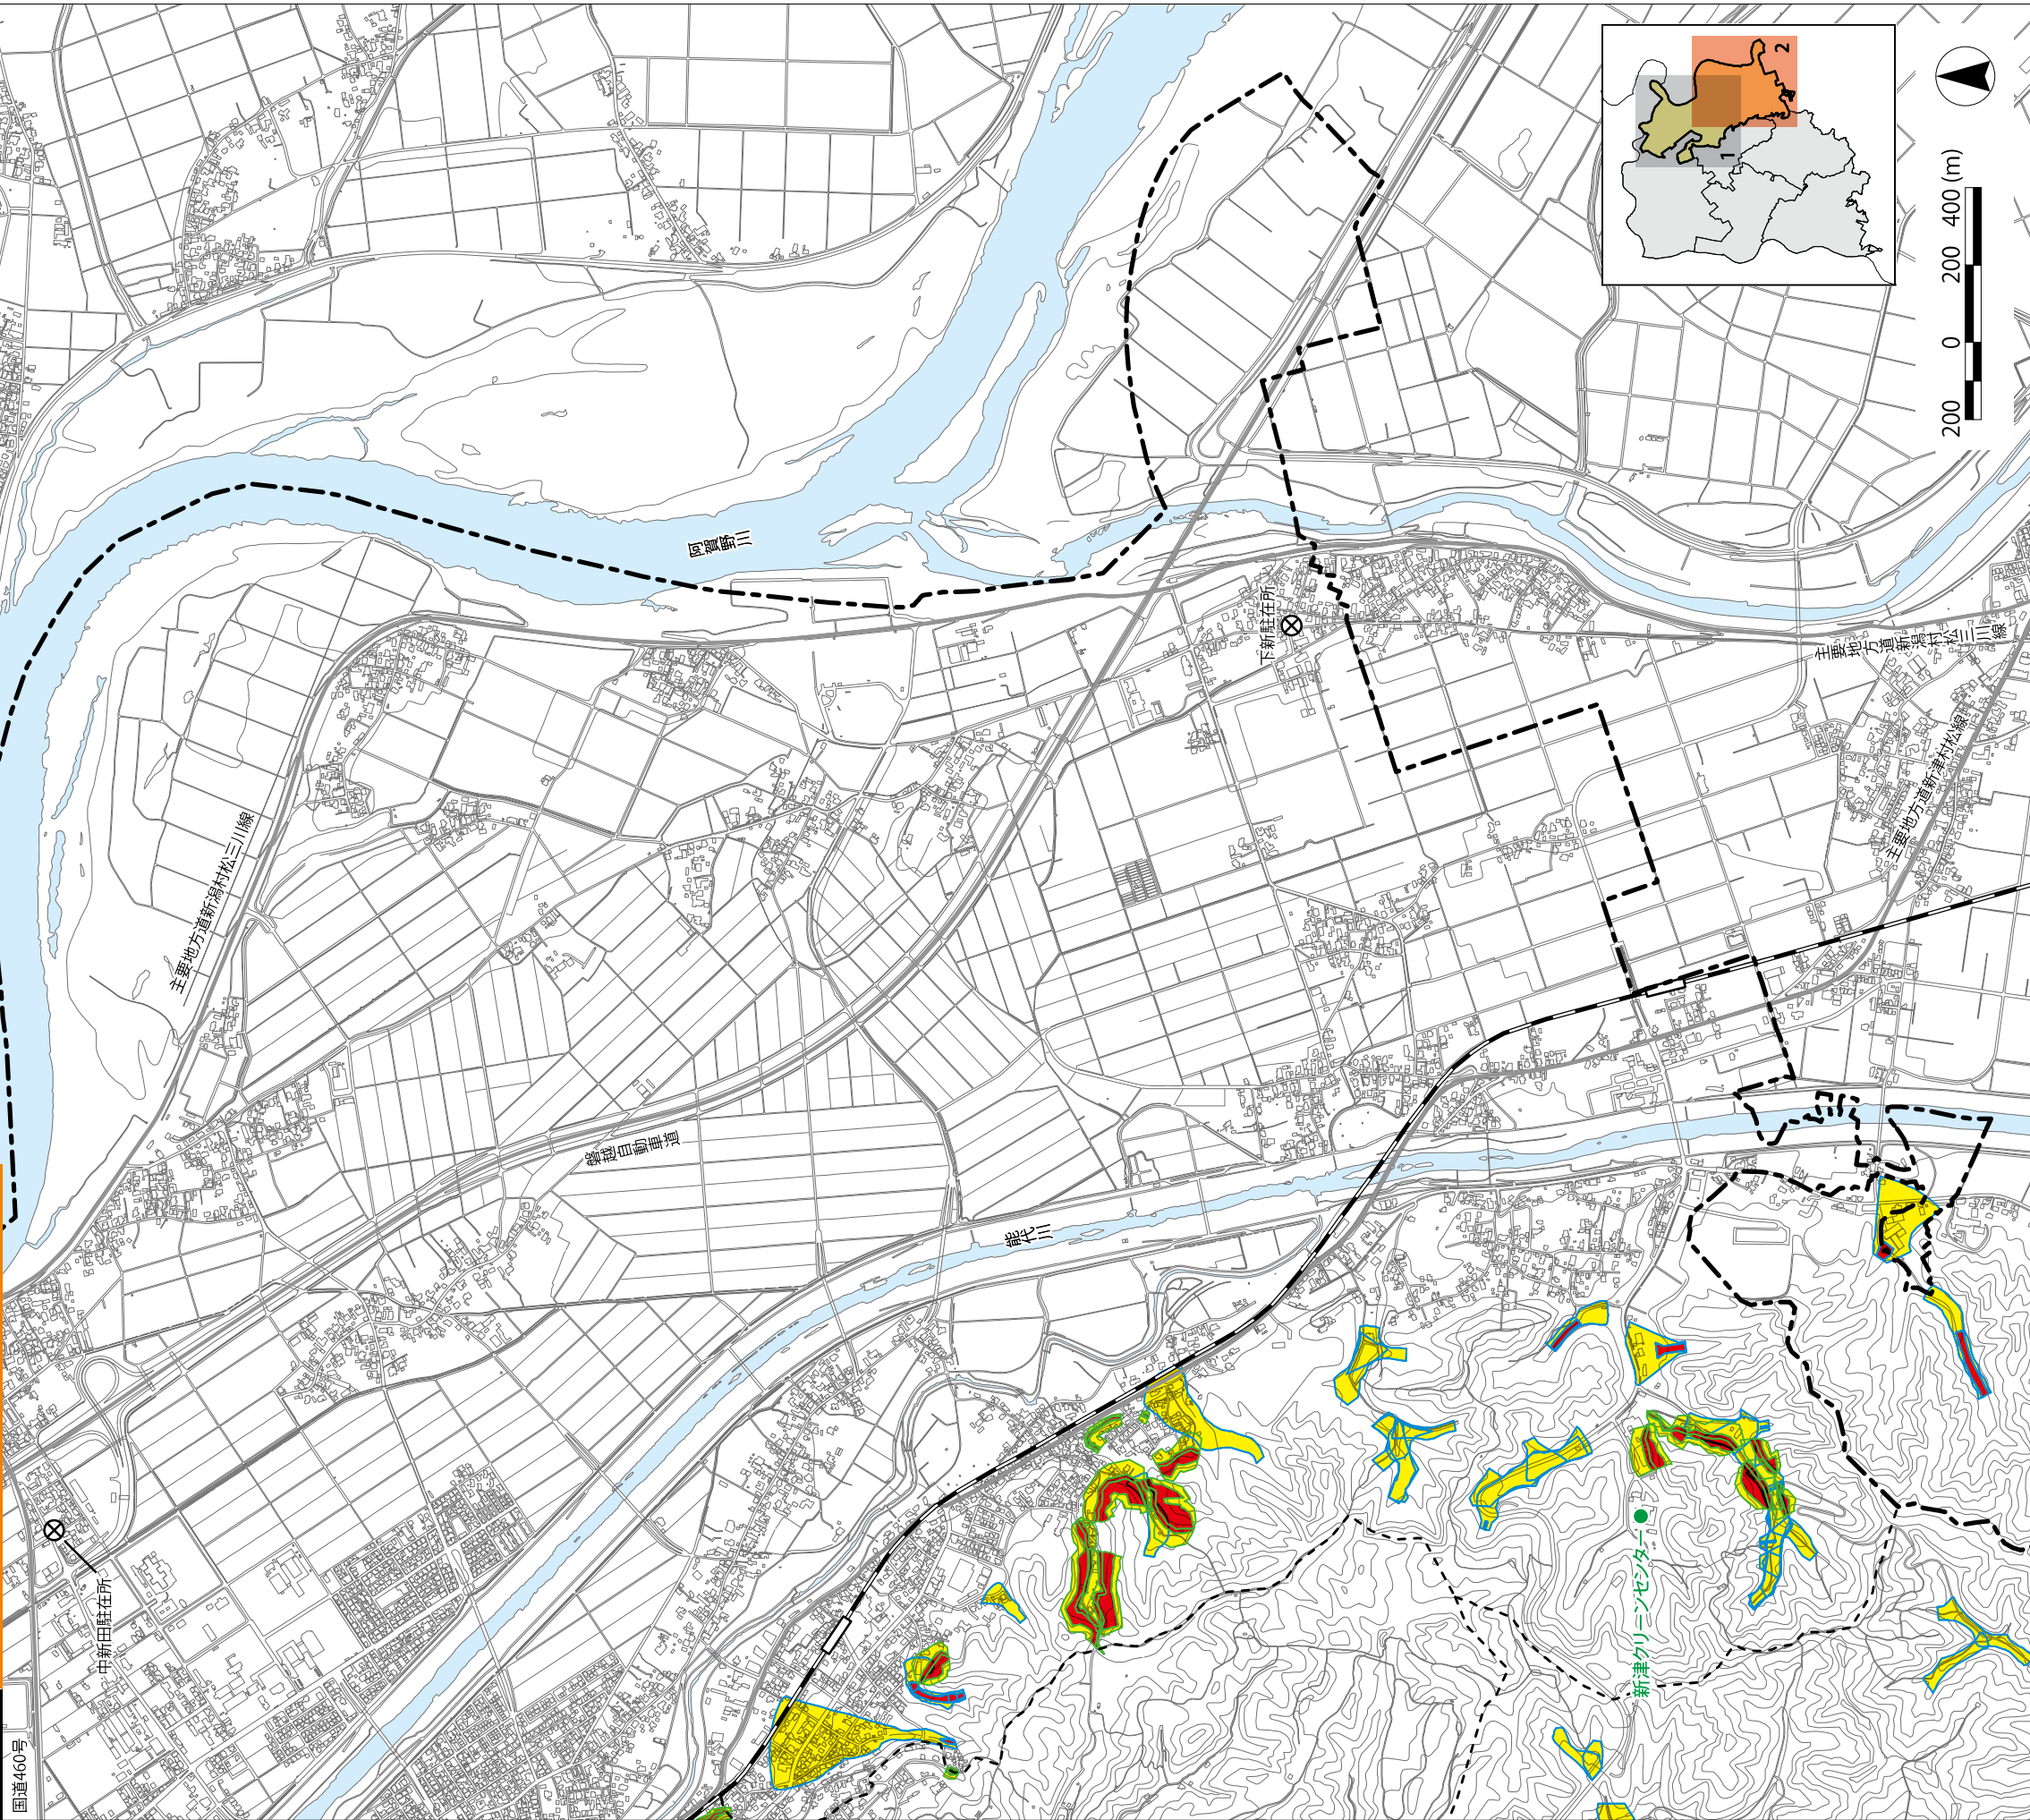 阿賀野川
主要地方道新潟村松三川線
下新駐在所
主要地方道
新潟村松三川線
主要地方道新津村松線
磐越自動車道
能代川
中新田駐在所
国道460号
新津クリーンセンター
1
2
200 0 200 400 (m)